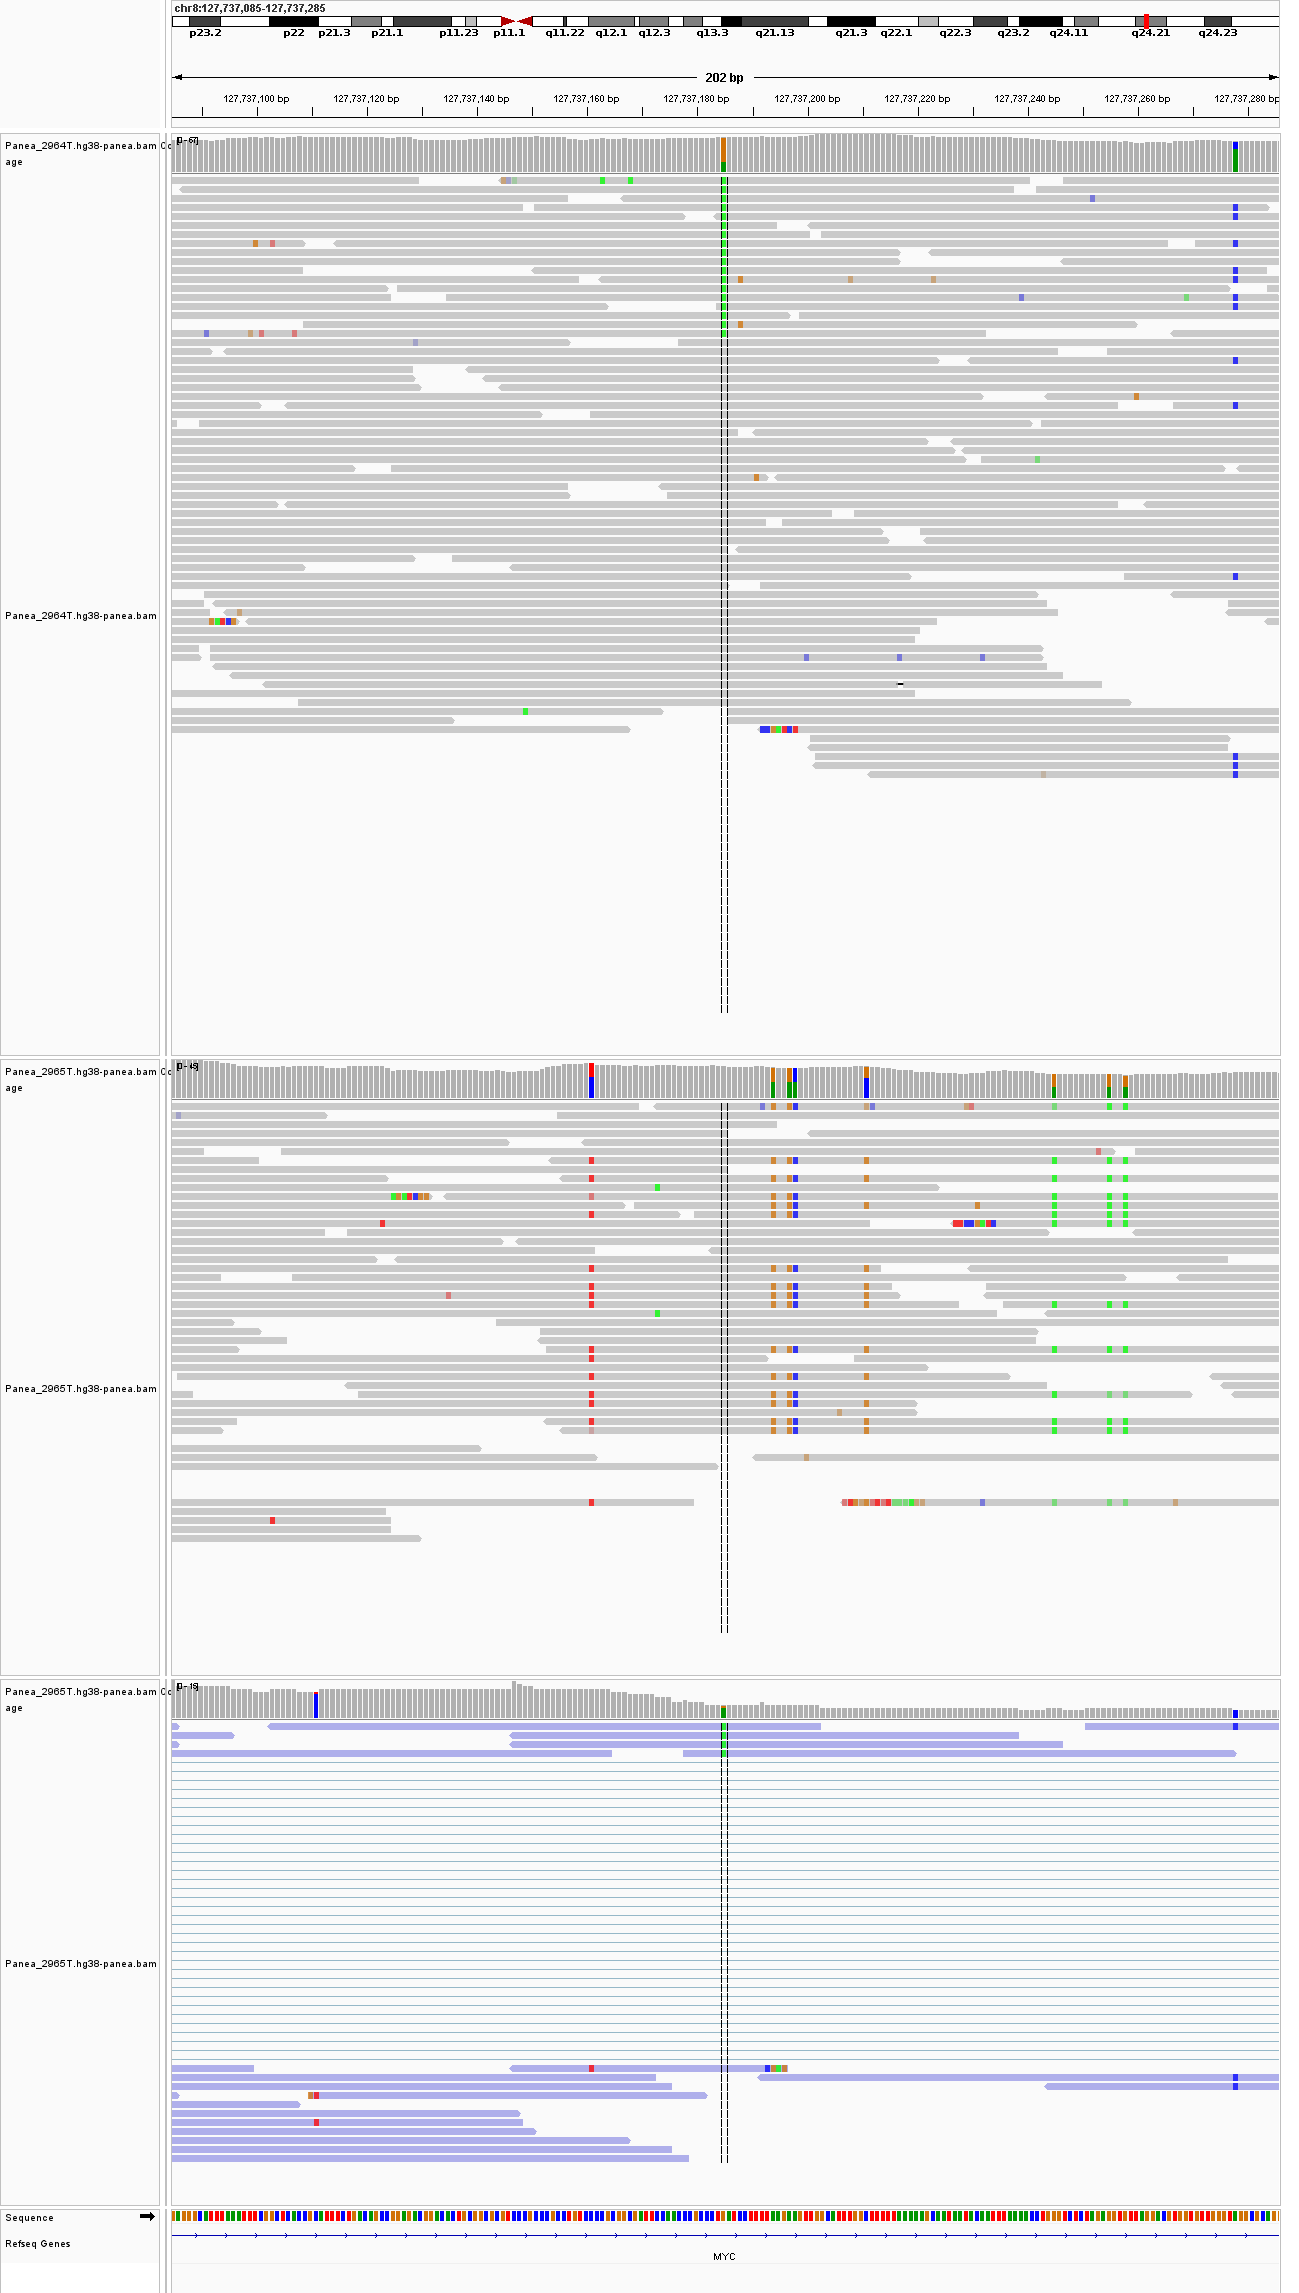 chr8:127,737,085-127,737,285
p23.2 p22 p21.3 p21.1 q11.23 p11.1 q11.22 q12.1 q12.3 q13.3 q21.13 q21.3 q22.1 q22.3 q23.2 q24.11 q24.21 q24.23
202 bp
127,737,100 bp 127,737,120 bp 127,737,140 bp 127,737,160 bp 127,737,180 bp 127,737,200 bp 127,737,220 bp 127,737,240 bp 127,737,260 bp 127,737,280 bp
Panea_2964T.hg38-panea.bam Co
age
[0 - 67]
Panea_2964T.hg38-panea.bam
Panea_2965T.hg38-panea.bam Co
age
Panea_2965T.hg38-panea.bam
Panea_2965T.hg38-panea.bam Co
age
Panea_2965T.hg38-panea.bam
Sequence
Refseq Genes
MYC